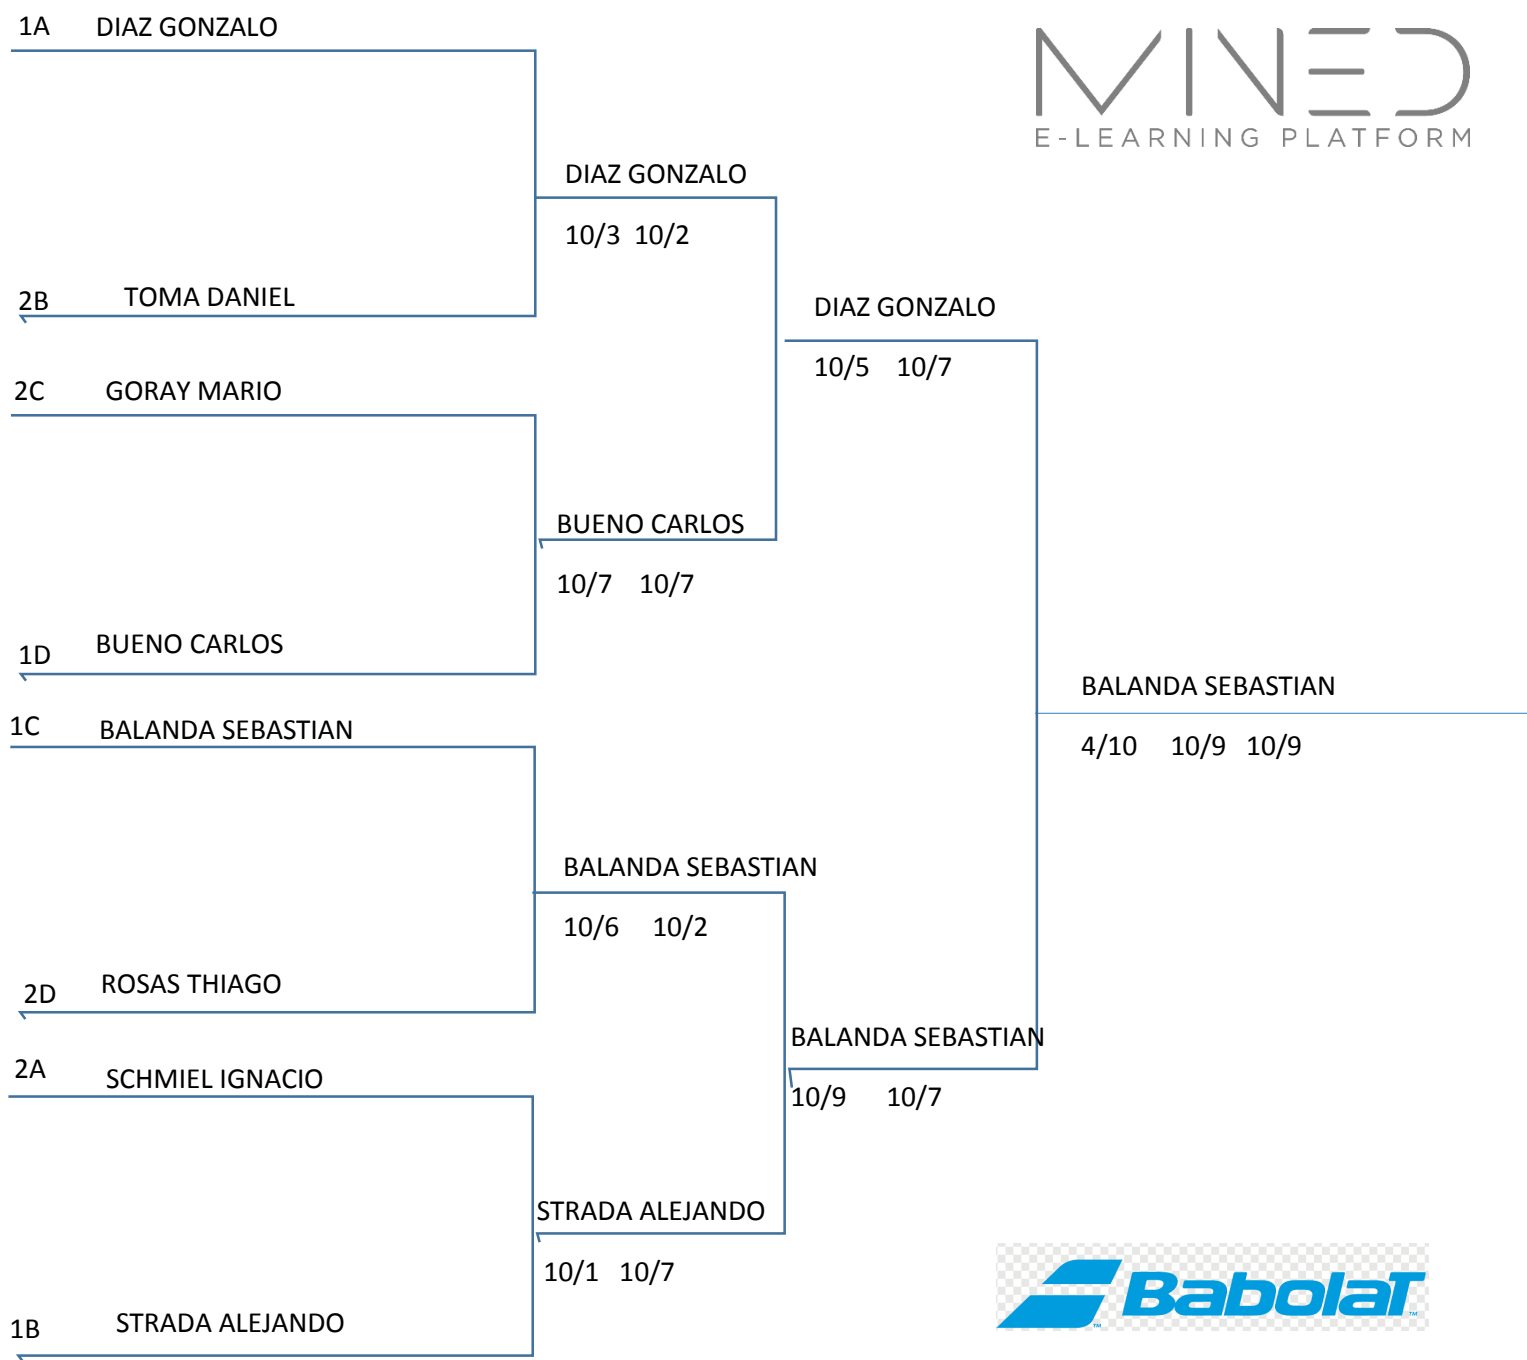 1A DIAZ GONZALO
MINED
E-LEARNING PLATFORM
DIAZ GONZALO
10/3 10/2
2B TOMA DANIEL
DIAZ GONZALO
10/5 10/7
2C GORAY MARIO
BUENO CARLOS
10/7 10/7
1D BUENO CARLOS
BALANDA SEBASTIAN
4/10 10/9 10/9
1C BALANDA SEBASTIAN
BALANDA SEBASTIAN
10/6 10/2
2D ROSAS THIAGO
BALANDA SEBASTIAN
10/9 10/7
2A SCHMIEL IGNACIO
STRADA ALEJANDO
10/1 10/7
1B STRADA ALEJANDO
BabolaT